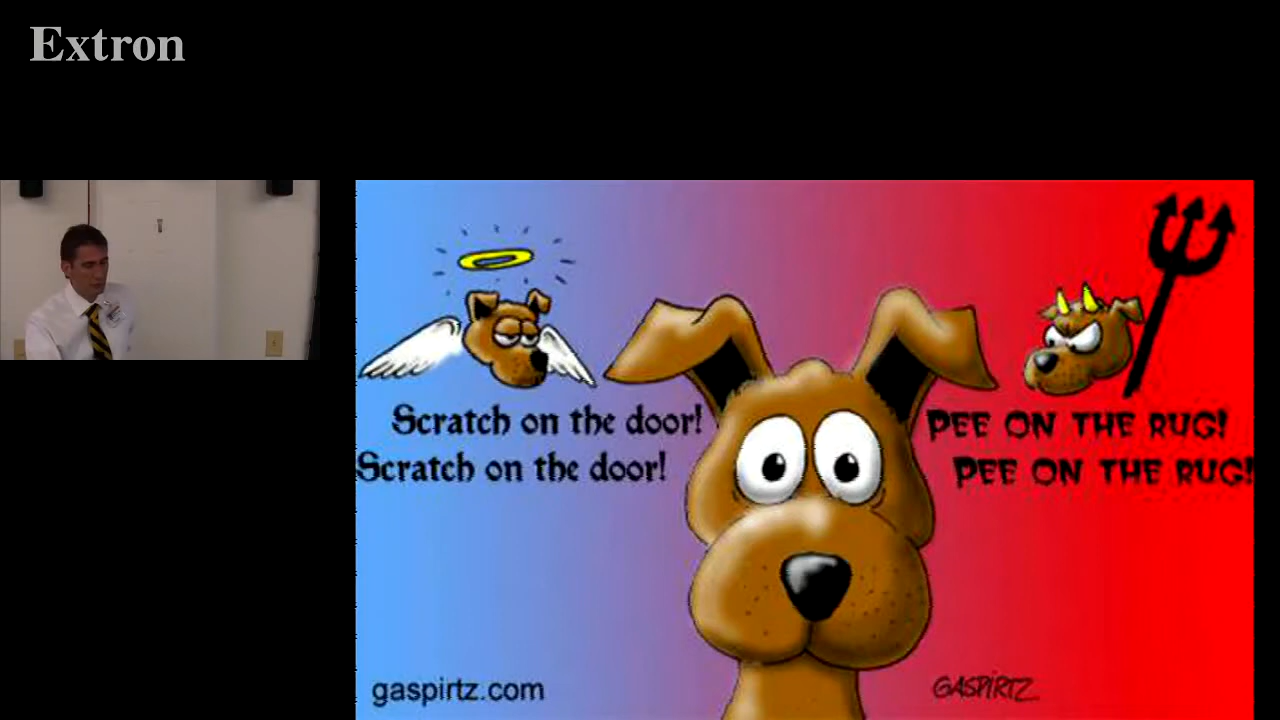 Extron
Scratch on the door!
Scratch on the door!
PEE ON THE RUG!
PEE ON THE RUG!
gaspirtz.com
GASPIRTZ